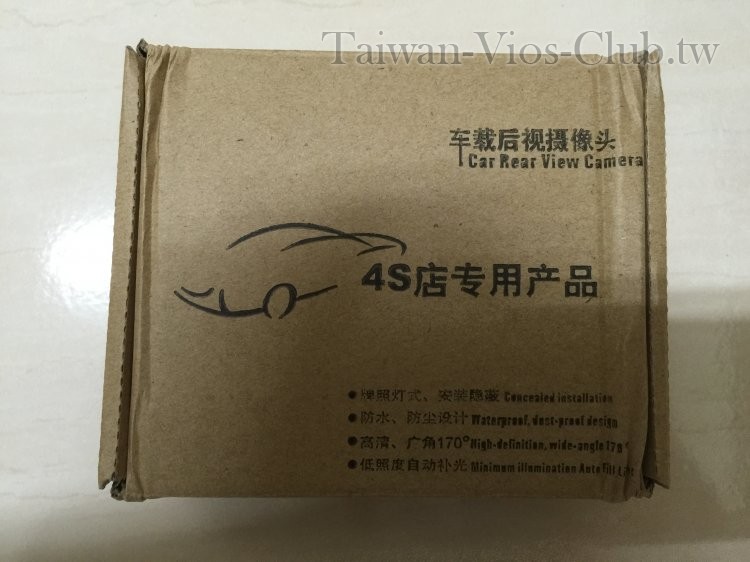 Taiwan-Vios-Club.tw
车载后视摄像头
Car Rear View Camera
4S店专用产品
●牌照灯式、安装隐蔽 Concealed installation
●防水、防尘设计 Waterproof, dust-proof design
●高清、广角170° High-definition, wide-angle 170°
●低照度自动补光 Minimum illumination Auto Fill